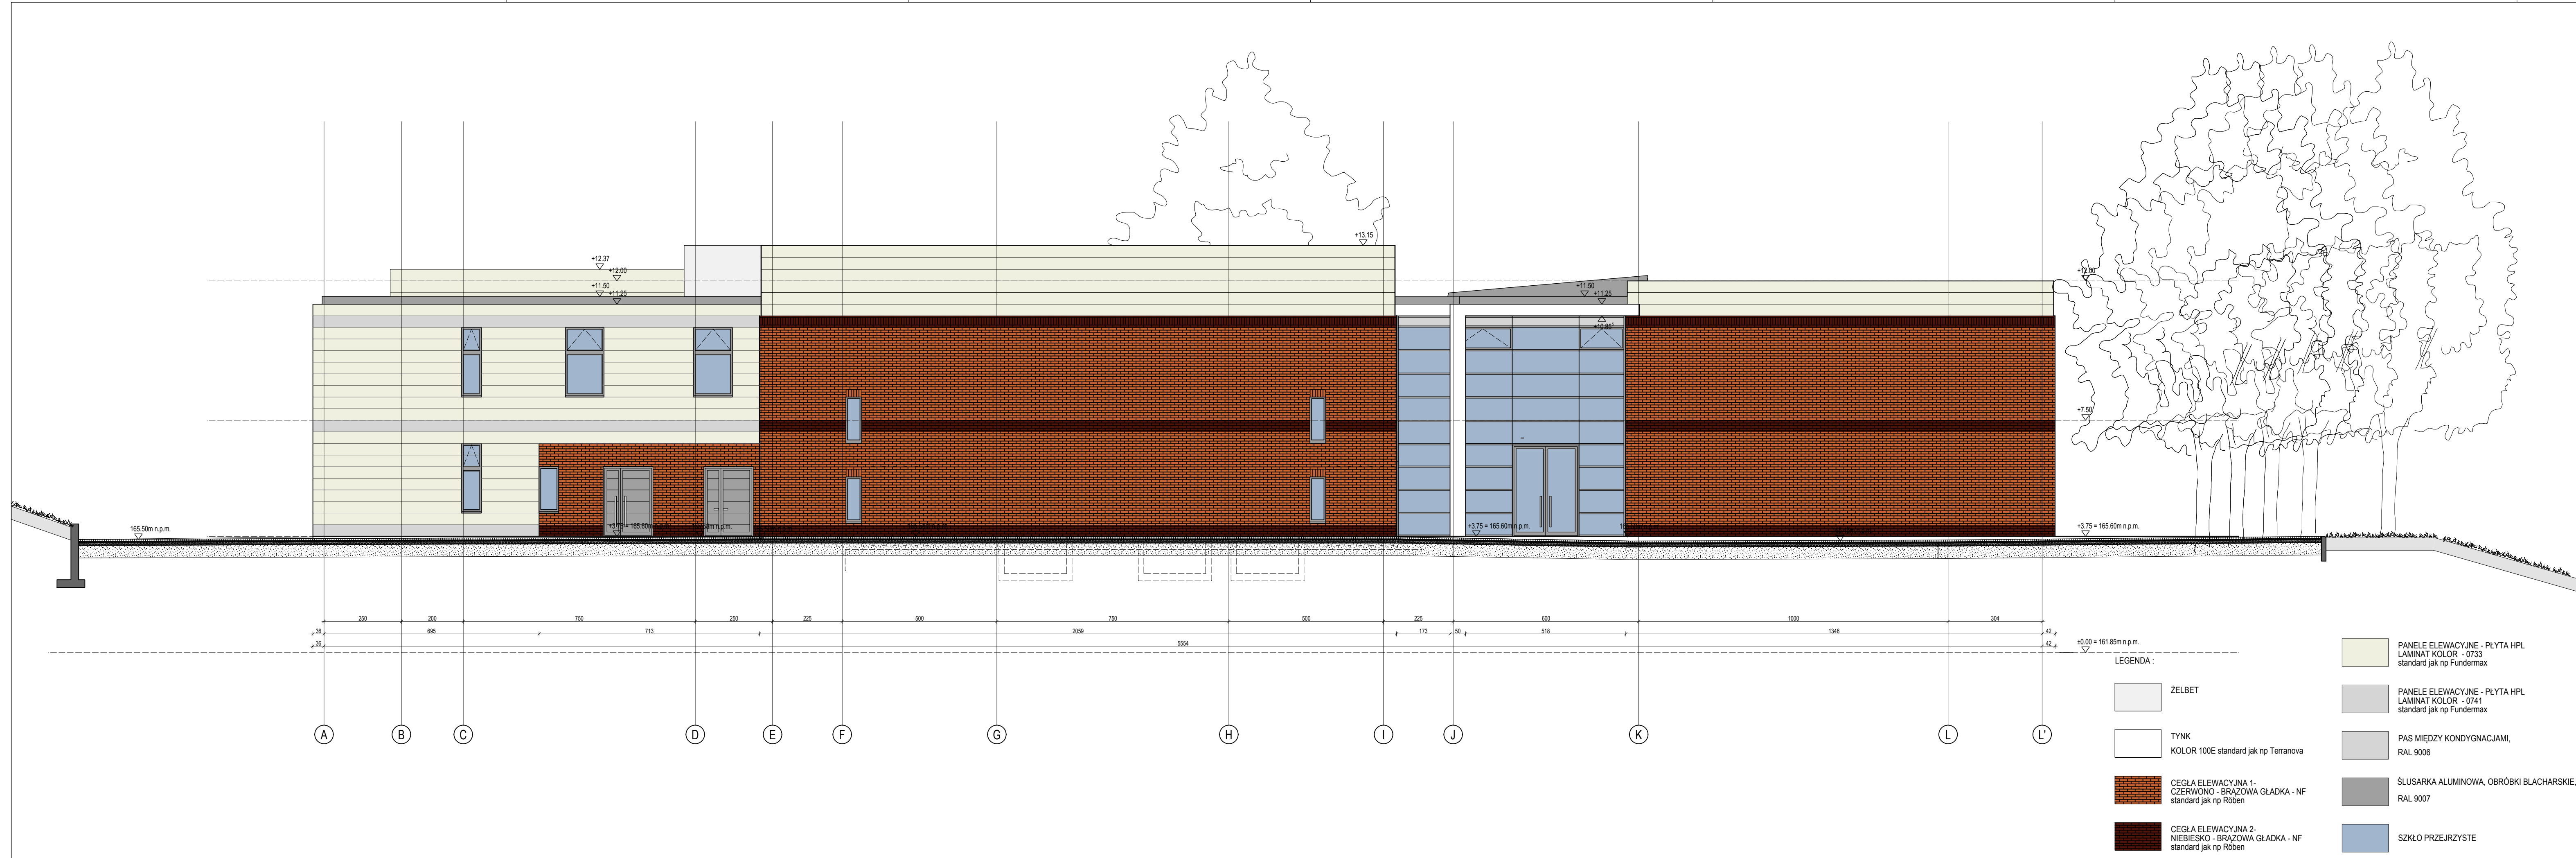 +13.15
+12.37
+12.00
+12.00
+11.50
+11.25
+11.50
+11.25
+7.50
165.50m n.p.m.
+3.75 = 165.60m n.p.m.
+3.75 = 165.60m n.p.m.
+3.75 = 165.60m n.p.m.
250 200 750 250 225 500 750 500 225 600 1000 304
36 695 713 2059 173 50 518 1346 42
36 5554 42
±0.00 = 161.85m n.p.m.
A B C D E F G H I J K L L'
LEGENDA :
ŻELBET
TYNK
KOLOR 100E standard jak np Terranova
CEGŁA ELEWACYJNA 1-
CZERWONO - BRĄZOWA GŁADKA - NF
standard jak np Röben
CEGŁA ELEWACYJNA 2-
NIEBIESKO - BRĄZOWA GŁADKA - NF
standard jak np Röben
PANELE ELEWACYJNE - PŁYTA HPL
LAMINAT KOLOR - 0733
standard jak np Fundermax
PANELE ELEWACYJNE - PŁYTA HPL
LAMINAT KOLOR - 0741
standard jak np Fundermax
PAS MIĘDZY KONDYGNACJAMI,
RAL 9006
ŚLUSARKA ALUMINIOWA, OBRÓBKI BLACHARSKIE,
RAL 9007
SZKŁO PRZEJRZYSTE